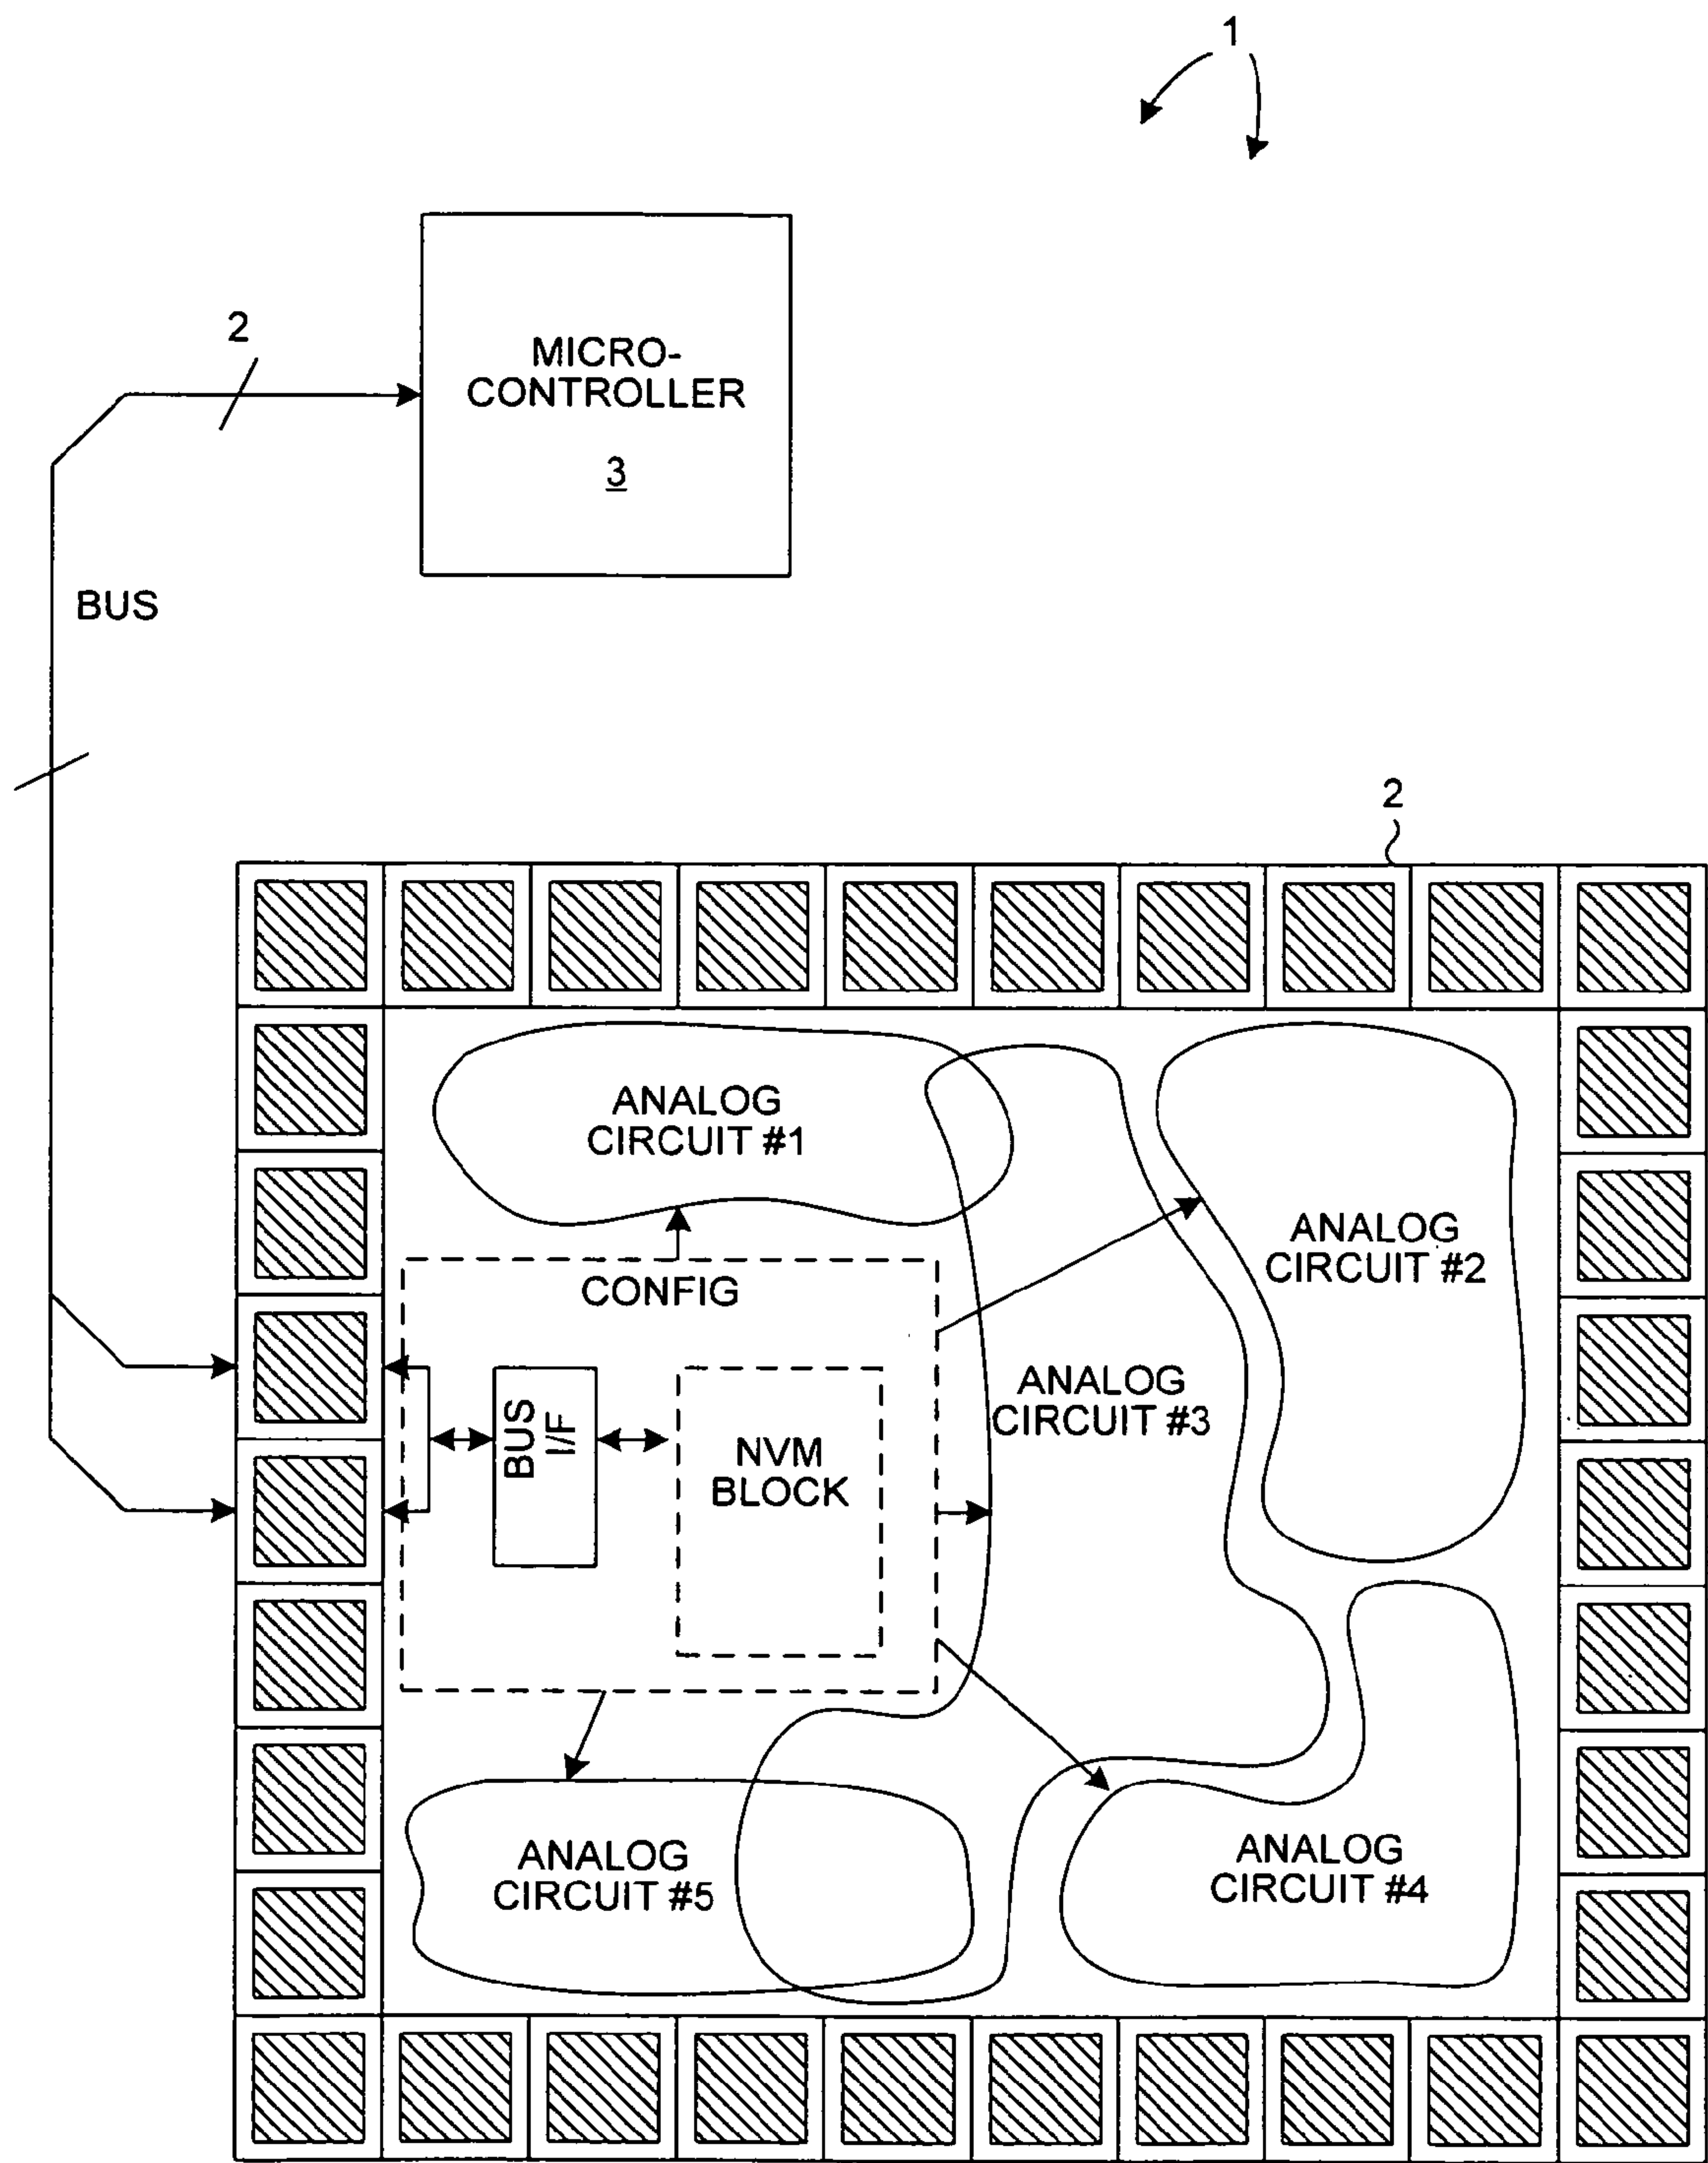 1
2
MICRO-
CONTROLLER
3
BUS
2
ANALOG
CIRCUIT #1
ANALOG
CIRCUIT #2
CONFIG
ANALOG
CIRCUIT #3
BUS
I/F
NVM
BLOCK
ANALOG
CIRCUIT #5
ANALOG
CIRCUIT #4